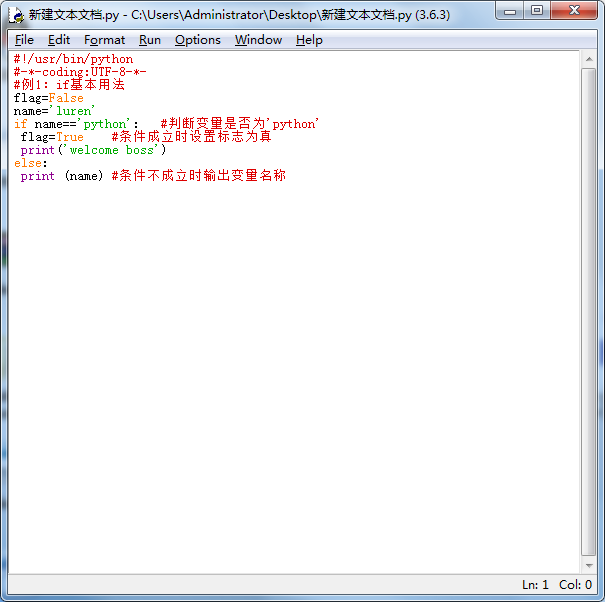 新建文本文档.py - C:\Users\Administrator\Desktop\新建文本文档.py (3.6.3)
File Edit Format Run Options Window Help
#!/usr/bin/python
#-*-coding:UTF-8-*-
#例1: if基本用法
flag=False
name='luren'
if name=='python':   #判断变量是否为'python'
 flag=True    #条件成立时设置标志为真
 print('welcome boss')
else:
 print (name) #条件不成立时输出变量名称
Ln: 1 Col: 0